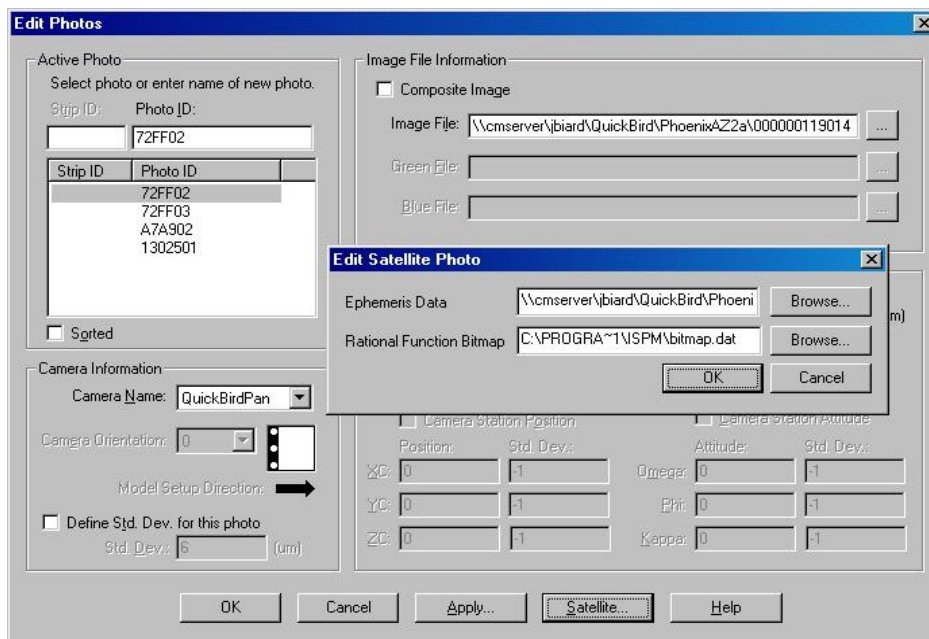 Edit Photos
Active Photo
Select photo or enter name of new photo.
Strip ID: Photo ID:
72FF02
Strip ID Photo ID
72FF02
72FF03
A7A902
1302501
Sorted
Camera Information
Camera Name: QuickBirdPan
Camera Orientation: 0
Model Setup Direction:
Define Std. Dev. for this photo
Std. Dev.: 6 (um)
Image File Information
Composite Image
Image File: \\cmserver\jbiard\QuickBird\PhoenixAZ2a\000000119014 ...
Green File: ...
Blue File: ...
Edit Satellite Photo
Ephemeris Data \\cmserver\jbiard\QuickBird\Phoeni Browse...
Rational Function Bitmap C:\PROGRA~1\ISPM\bitmap.dat Browse...
OK Cancel
m)
Camera Station Position Camera Station Attitude
Position: Std. Dev.: Attitude: Std. Dev.:
XC: 0 -1 Omega: 0 -1
YC: 0 -1 Phi: 0 -1
ZC: 0 -1 Kappa: 0 -1
OK Cancel Apply... Satellite... Help